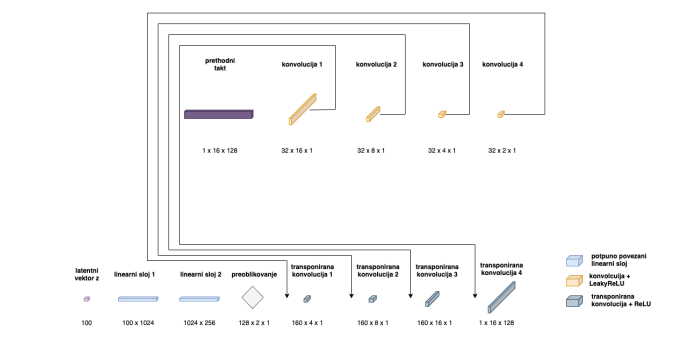 prethodni
takt
konvolucija 1
konvolucija 2
konvolucija 3
konvolucija 4
1 x 16 x 128
32 x 16 x 1
32 x 8 x 1
32 x 4 x 1
32 x 2 x 1
latentni
vektor z
linearni sloj 1
linearni sloj 2
preoblikovanje
transponirana
konvolucija 1
transponirana
konvolucija 2
transponirana
konvolucija 3
transponirana
konvolucija 4
100
100 x 1024
1024 x 256
128 x 2 x 1
160 x 4 x 1
160 x 8 x 1
160 x 16 x 1
1 x 16 x 128
potpuno povezani
linearni sloj
konvolcuija +
LeakyReLU
transponirana
konvolucija + ReLU